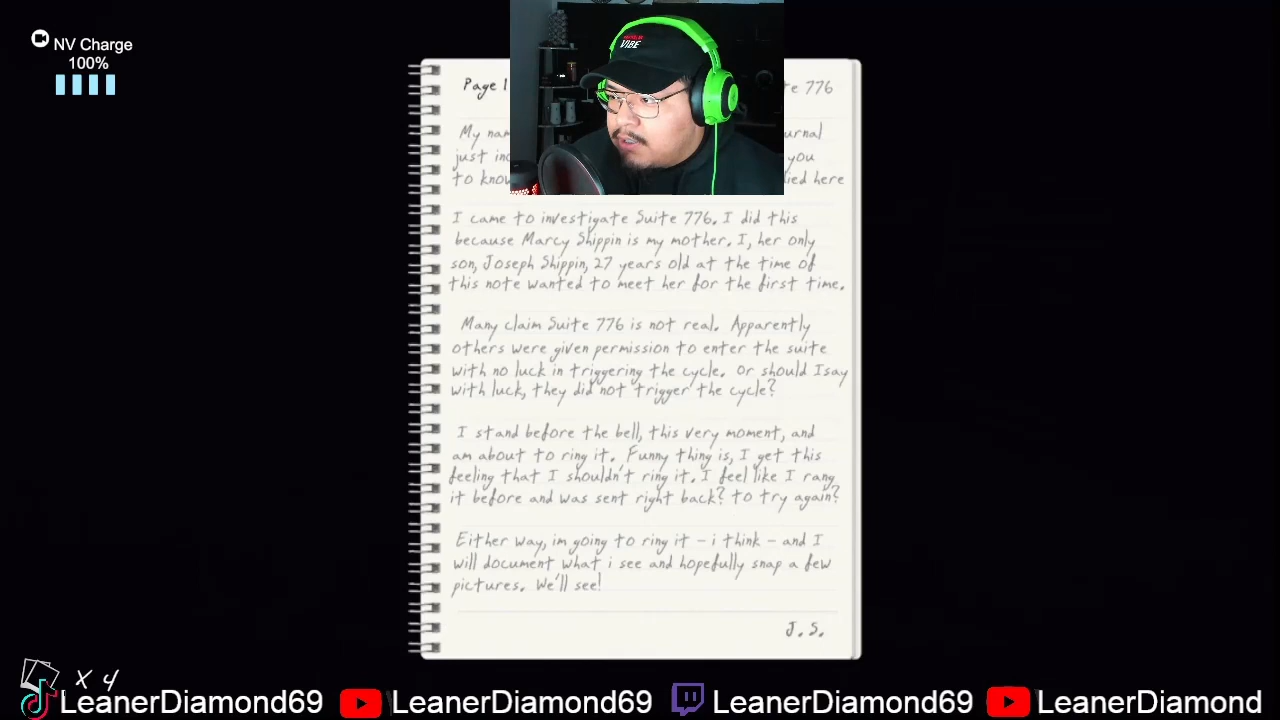 NV Charge
100%
VIBE
Page 1
776
My
just you
to here
I came to investigate Suite 776. I did this
because Marcy Shippin is my mother. I, her only
son, Joseph Shippin, 27 years old at the time of
this note wanted to meet her for the first time.
Many claim Suite 776 is not real. Apparently
others were given permission to enter the suite
with no luck in triggering the cycle. Or should I say
with luck, they did not trigger the cycle?
I stand before the bell, this very moment, and
am about to ring it. Funny thing is, I get this
feeling that I shouldn't ring it. I feel like I rang
it before and was sent right back? to try again?
Either way, im going to ring it - i think - and I
will document what i see and hopefully snap a few
pictures. We'll see!
J. S.
X 4
LeanerDiamond69 LeanerDiamond69 LeanerDiamond69 LeanerDiamond